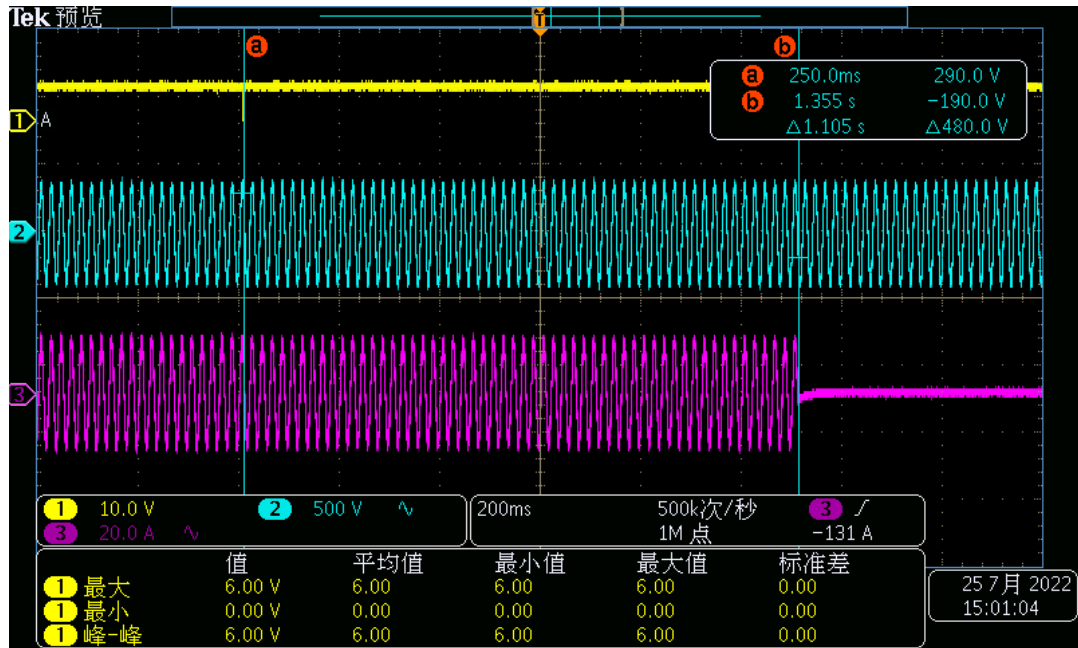 Tek 预览
T
a b
a 250.0ms 290.0 V
b 1.355 s −190.0 V
△1.105 s △480.0 V
1 A
2
3
1 10.0 V 2 500 V ∿
3 20.0 A ∿
200ms 500k次/秒 3 ∫
1M 点 −131 A
值 平均值 最小值 最大值 标准差
1 最大 6.00 V 6.00 6.00 6.00 0.00
1 最小 0.00 V 0.00 0.00 0.00 0.00
1 峰−峰 6.00 V 6.00 6.00 6.00 0.00
25 7月 2022
15:01:04